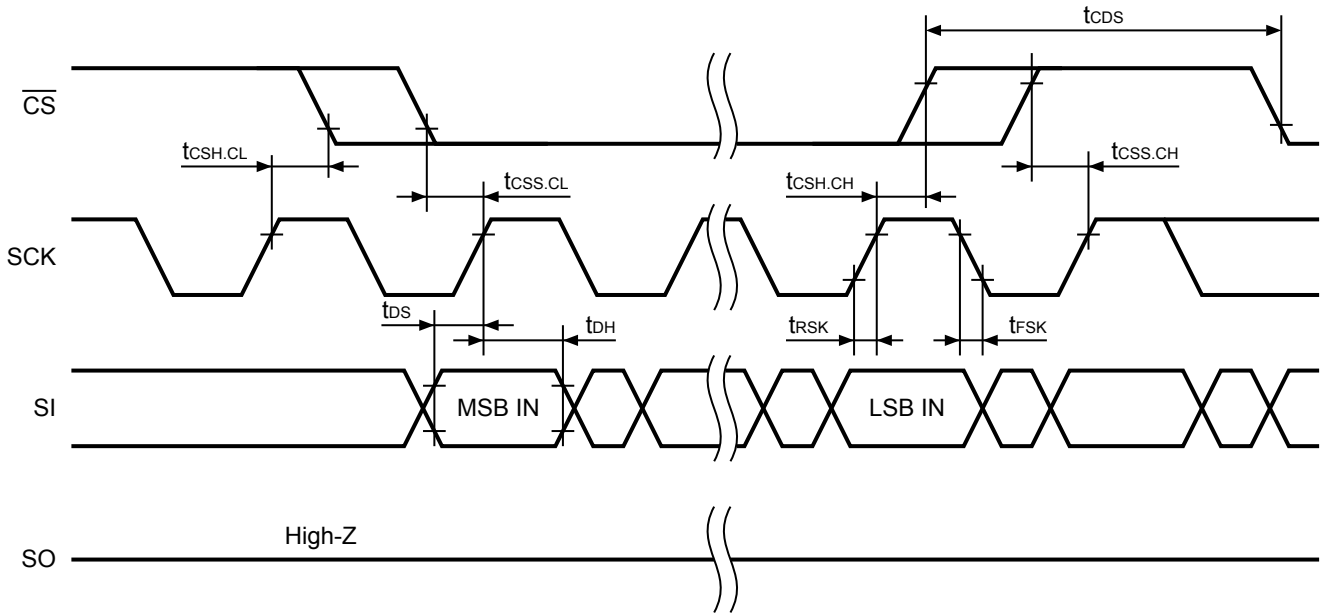 tCDS
CS
tCSH.CL
tCSS.CL
tCSH.CH
tCSS.CH
SCK
tDS
tDH
tRSK
tFSK
SI
MSB IN
LSB IN
High-Z
SO